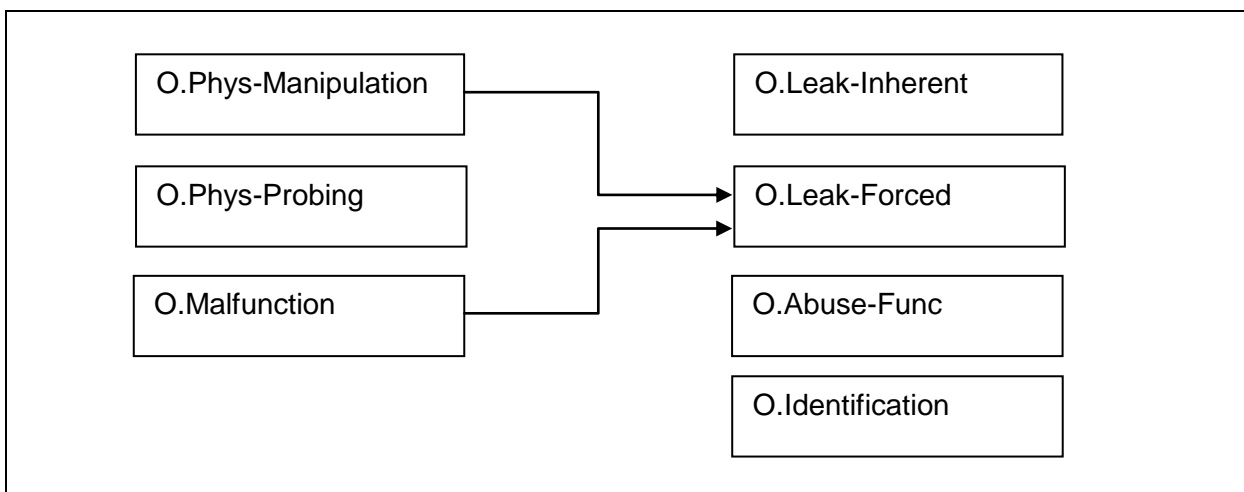 O.Phys-Manipulation
O.Leak-Inherent
O.Phys-Probing
O.Leak-Forced
O.Malfunction
O.Abuse-Func
O.Identification